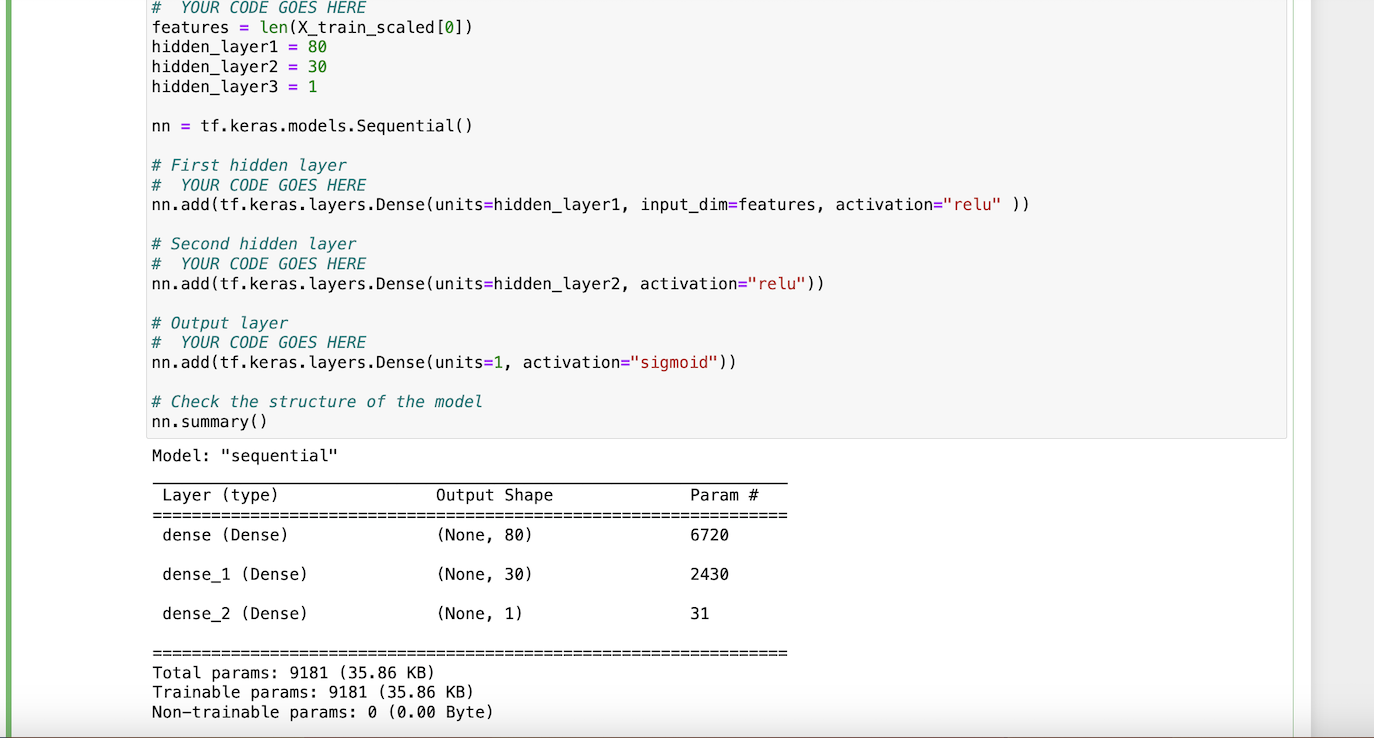 #  YOUR CODE GOES HERE
features = len(X_train_scaled[0])
hidden_layer1 = 80
hidden_layer2 = 30
hidden_layer3 = 1
nn = tf.keras.models.Sequential()
# First hidden layer
#  YOUR CODE GOES HERE
nn.add(tf.keras.layers.Dense(units=hidden_layer1, input_dim=features, activation="relu" ))
# Second hidden layer
#  YOUR CODE GOES HERE
nn.add(tf.keras.layers.Dense(units=hidden_layer2, activation="relu"))
# Output layer
#  YOUR CODE GOES HERE
nn.add(tf.keras.layers.Dense(units=1, activation="sigmoid"))
# Check the structure of the model
nn.summary()
Model: "sequential"
Layer (type) Output Shape Param #
=================================================================
dense (Dense) (None, 80) 6720
dense_1 (Dense) (None, 30) 2430
dense_2 (Dense) (None, 1) 31
=================================================================
Total params: 9181 (35.86 KB)
Trainable params: 9181 (35.86 KB)
Non-trainable params: 0 (0.00 Byte)